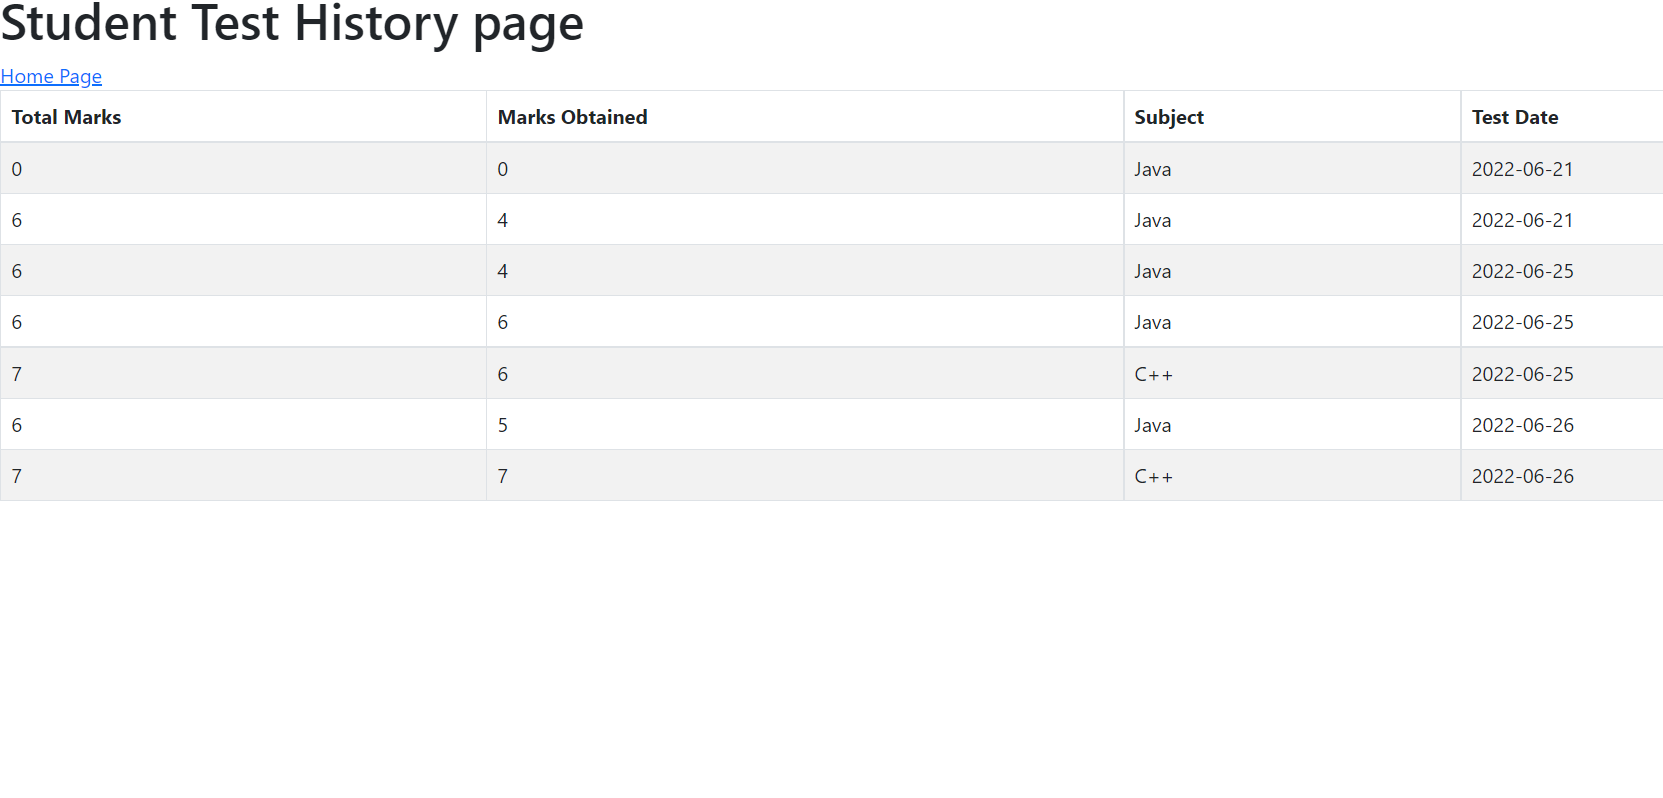 Student Test History page
Home Page
Total Marks Marks Obtained Subject Test Date
0 0 Java 2022-06-21
6 4 Java 2022-06-21
6 4 Java 2022-06-25
6 6 Java 2022-06-25
7 6 C++ 2022-06-25
6 5 Java 2022-06-26
7 7 C++ 2022-06-26